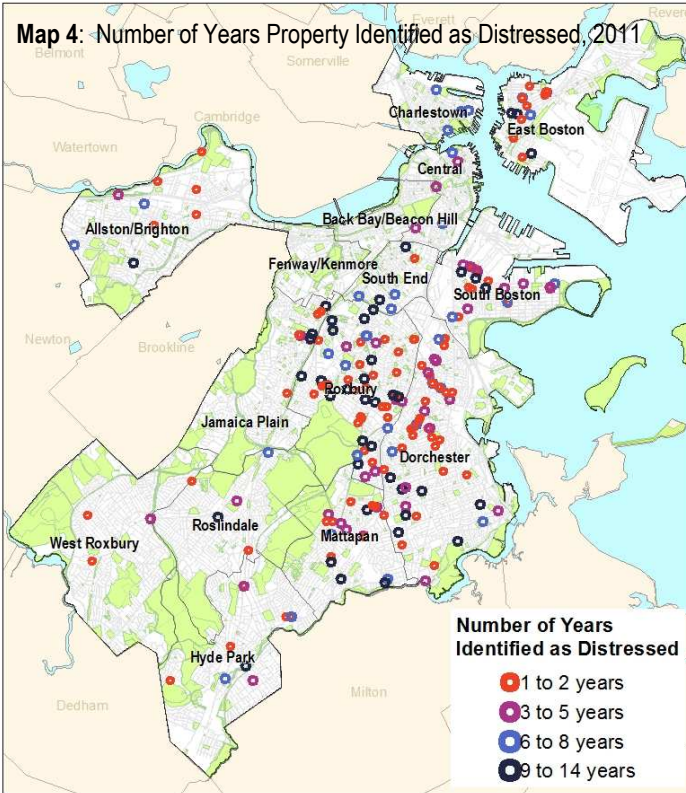 Map 4: Number of Years Property Identified as Distressed, 2011
Everett
Revere
Belmont
Somerville
Charlestown
Cambridge
East Boston
Watertown
Central
Back Bay/Beacon Hill
Allston/Brighton
Fenway/Kenmore
South End
South Boston
Newton
Brookline
Roxbury
Jamaica Plain
Dorchester
Roslindale
West Roxbury
Mattapan
Hyde Park
Milton
Dedham
Number of Years
Identified as Distressed
1 to 2 years
3 to 5 years
6 to 8 years
9 to 14 years